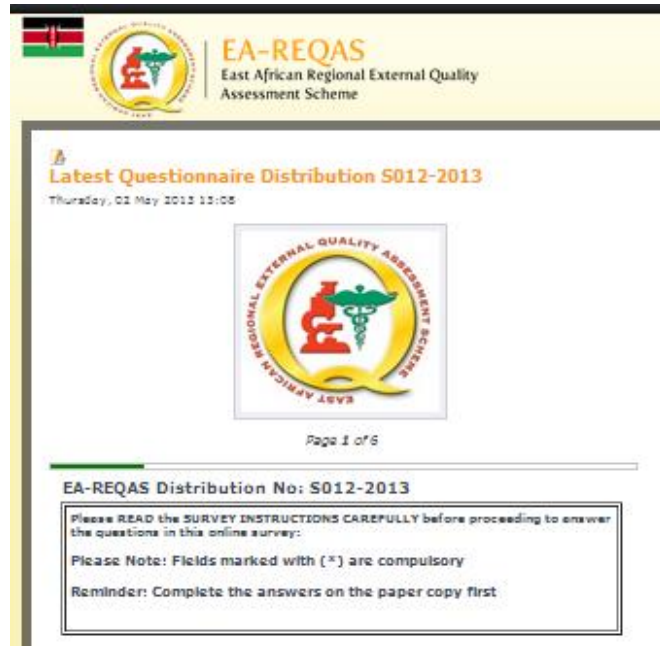 EA-REQAS
East African Regional External Quality
Assessment Scheme
Latest Questionnaire Distribution S012-2013
Thursday, 02 May 2013 13:08
EAST AFRICAN REGIONAL EXTERNAL QUALITY ASSESSMENT SCHEME
Page 1 of 6
EA-REQAS Distribution No: S012-2013
Please READ the SURVEY INSTRUCTIONS CAREFULLY before proceeding to answer
the questions in this online survey:
Please Note: Fields marked with (*) are compulsory
Reminder: Complete the answers on the paper copy first